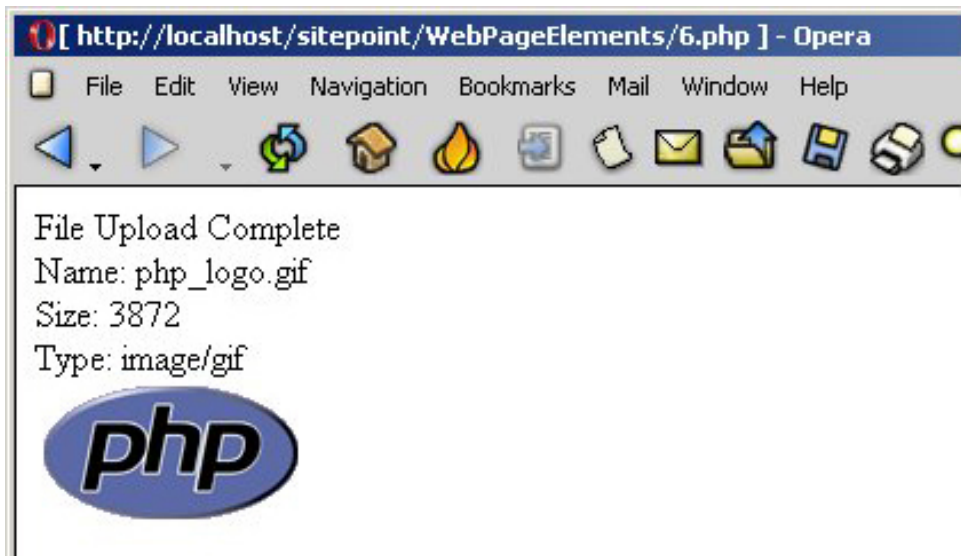 [ http://localhost/sitepoint/WebPageElements/6.php ] - Opera
File Edit View Navigation Bookmarks Mail Window Help
File Upload Complete
Name: php_logo.gif
Size: 3872
Type: image/gif
php